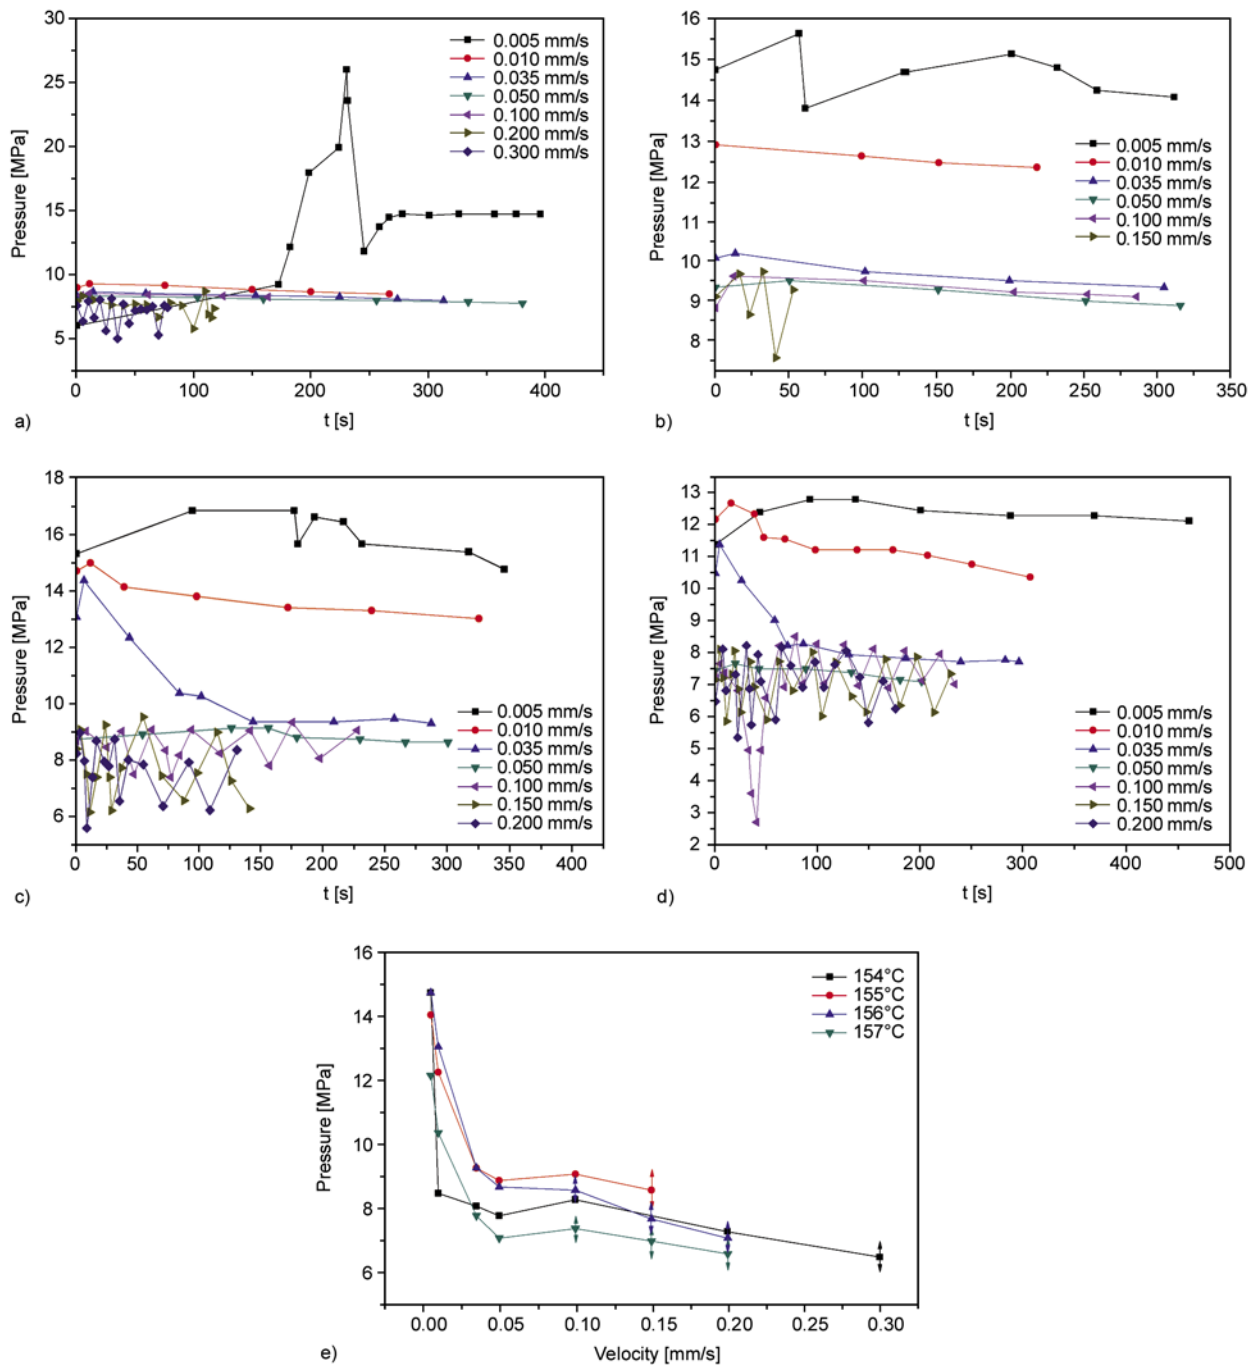 30
25
20
15
10
5
Pressure [MPa]
0.005 mm/s
0.010 mm/s
0.035 mm/s
0.050 mm/s
0.100 mm/s
0.200 mm/s
0.300 mm/s
0 100 200 300 400
t [s]
a)
16
15
14
13
12
11
10
9
8
Pressure [MPa]
0.005 mm/s
0.010 mm/s
0.035 mm/s
0.050 mm/s
0.100 mm/s
0.150 mm/s
0 50 100 150 200 250 300 350
t [s]
b)
18
16
14
12
10
8
6
Pressure [MPa]
0.005 mm/s
0.010 mm/s
0.035 mm/s
0.050 mm/s
0.100 mm/s
0.150 mm/s
0.200 mm/s
0 50 100 150 200 250 300 350 400
t [s]
c)
13
12
11
10
9
8
7
6
5
4
3
2
Pressure [MPa]
0.005 mm/s
0.010 mm/s
0.035 mm/s
0.050 mm/s
0.100 mm/s
0.150 mm/s
0.200 mm/s
0 100 200 300 400 500
t [s]
d)
16
14
12
10
8
6
Pressure [MPa]
154°C
155°C
156°C
157°C
0.00 0.05 0.10 0.15 0.20 0.30
Velocity [mm/s]
e)